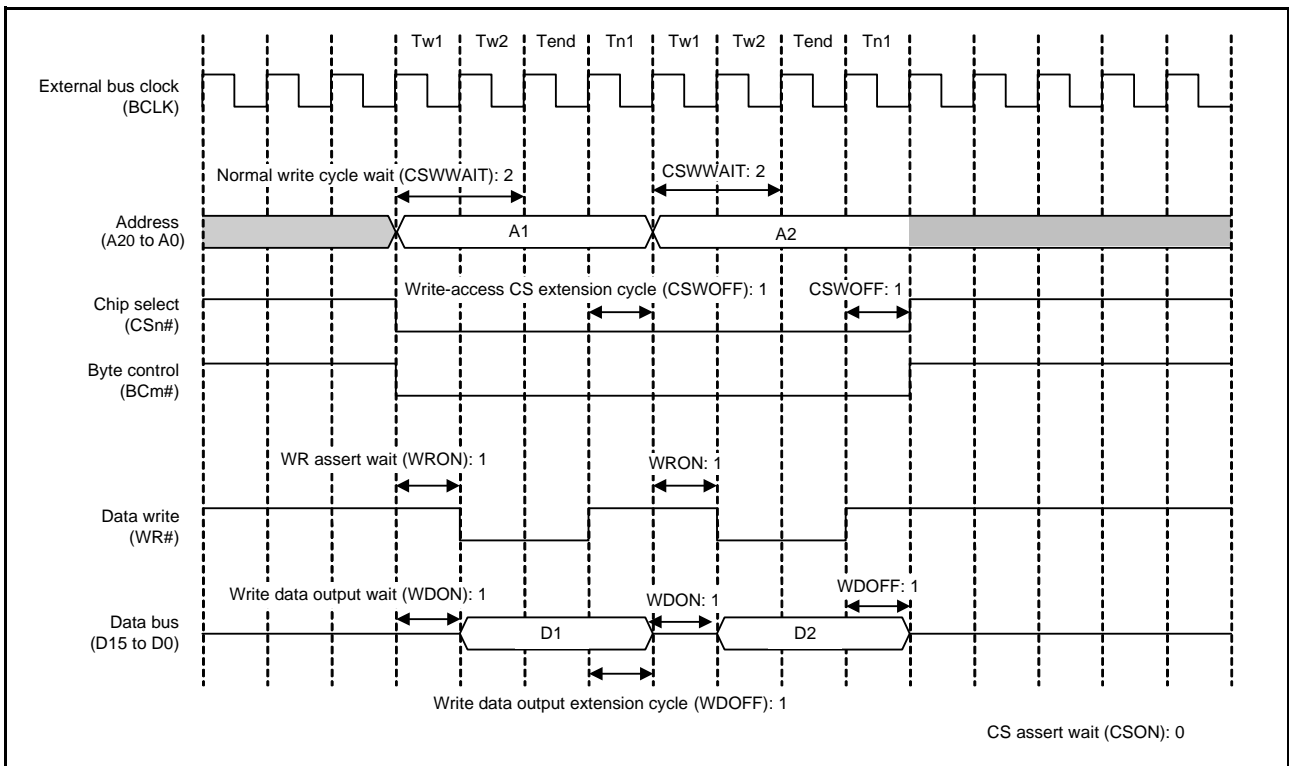 Tw1 Tw2 Tend Tn1 Tw1 Tw2 Tend Tn1
External bus clock
(BCLK)
Normal write cycle wait (CSWWAIT): 2
CSWWAIT: 2
Address
(A20 to A0)
A1
A2
Write-access CS extension cycle (CSWOFF): 1
CSWOFF: 1
Chip select
(CSn#)
Byte control
(BCm#)
WR assert wait (WRON): 1
WRON: 1
Data write
(WR#)
Write data output wait (WDON): 1
WDON: 1
WDOFF: 1
Data bus
(D15 to D0)
D1
D2
Write data output extension cycle (WDOFF): 1
CS assert wait (CSON): 0